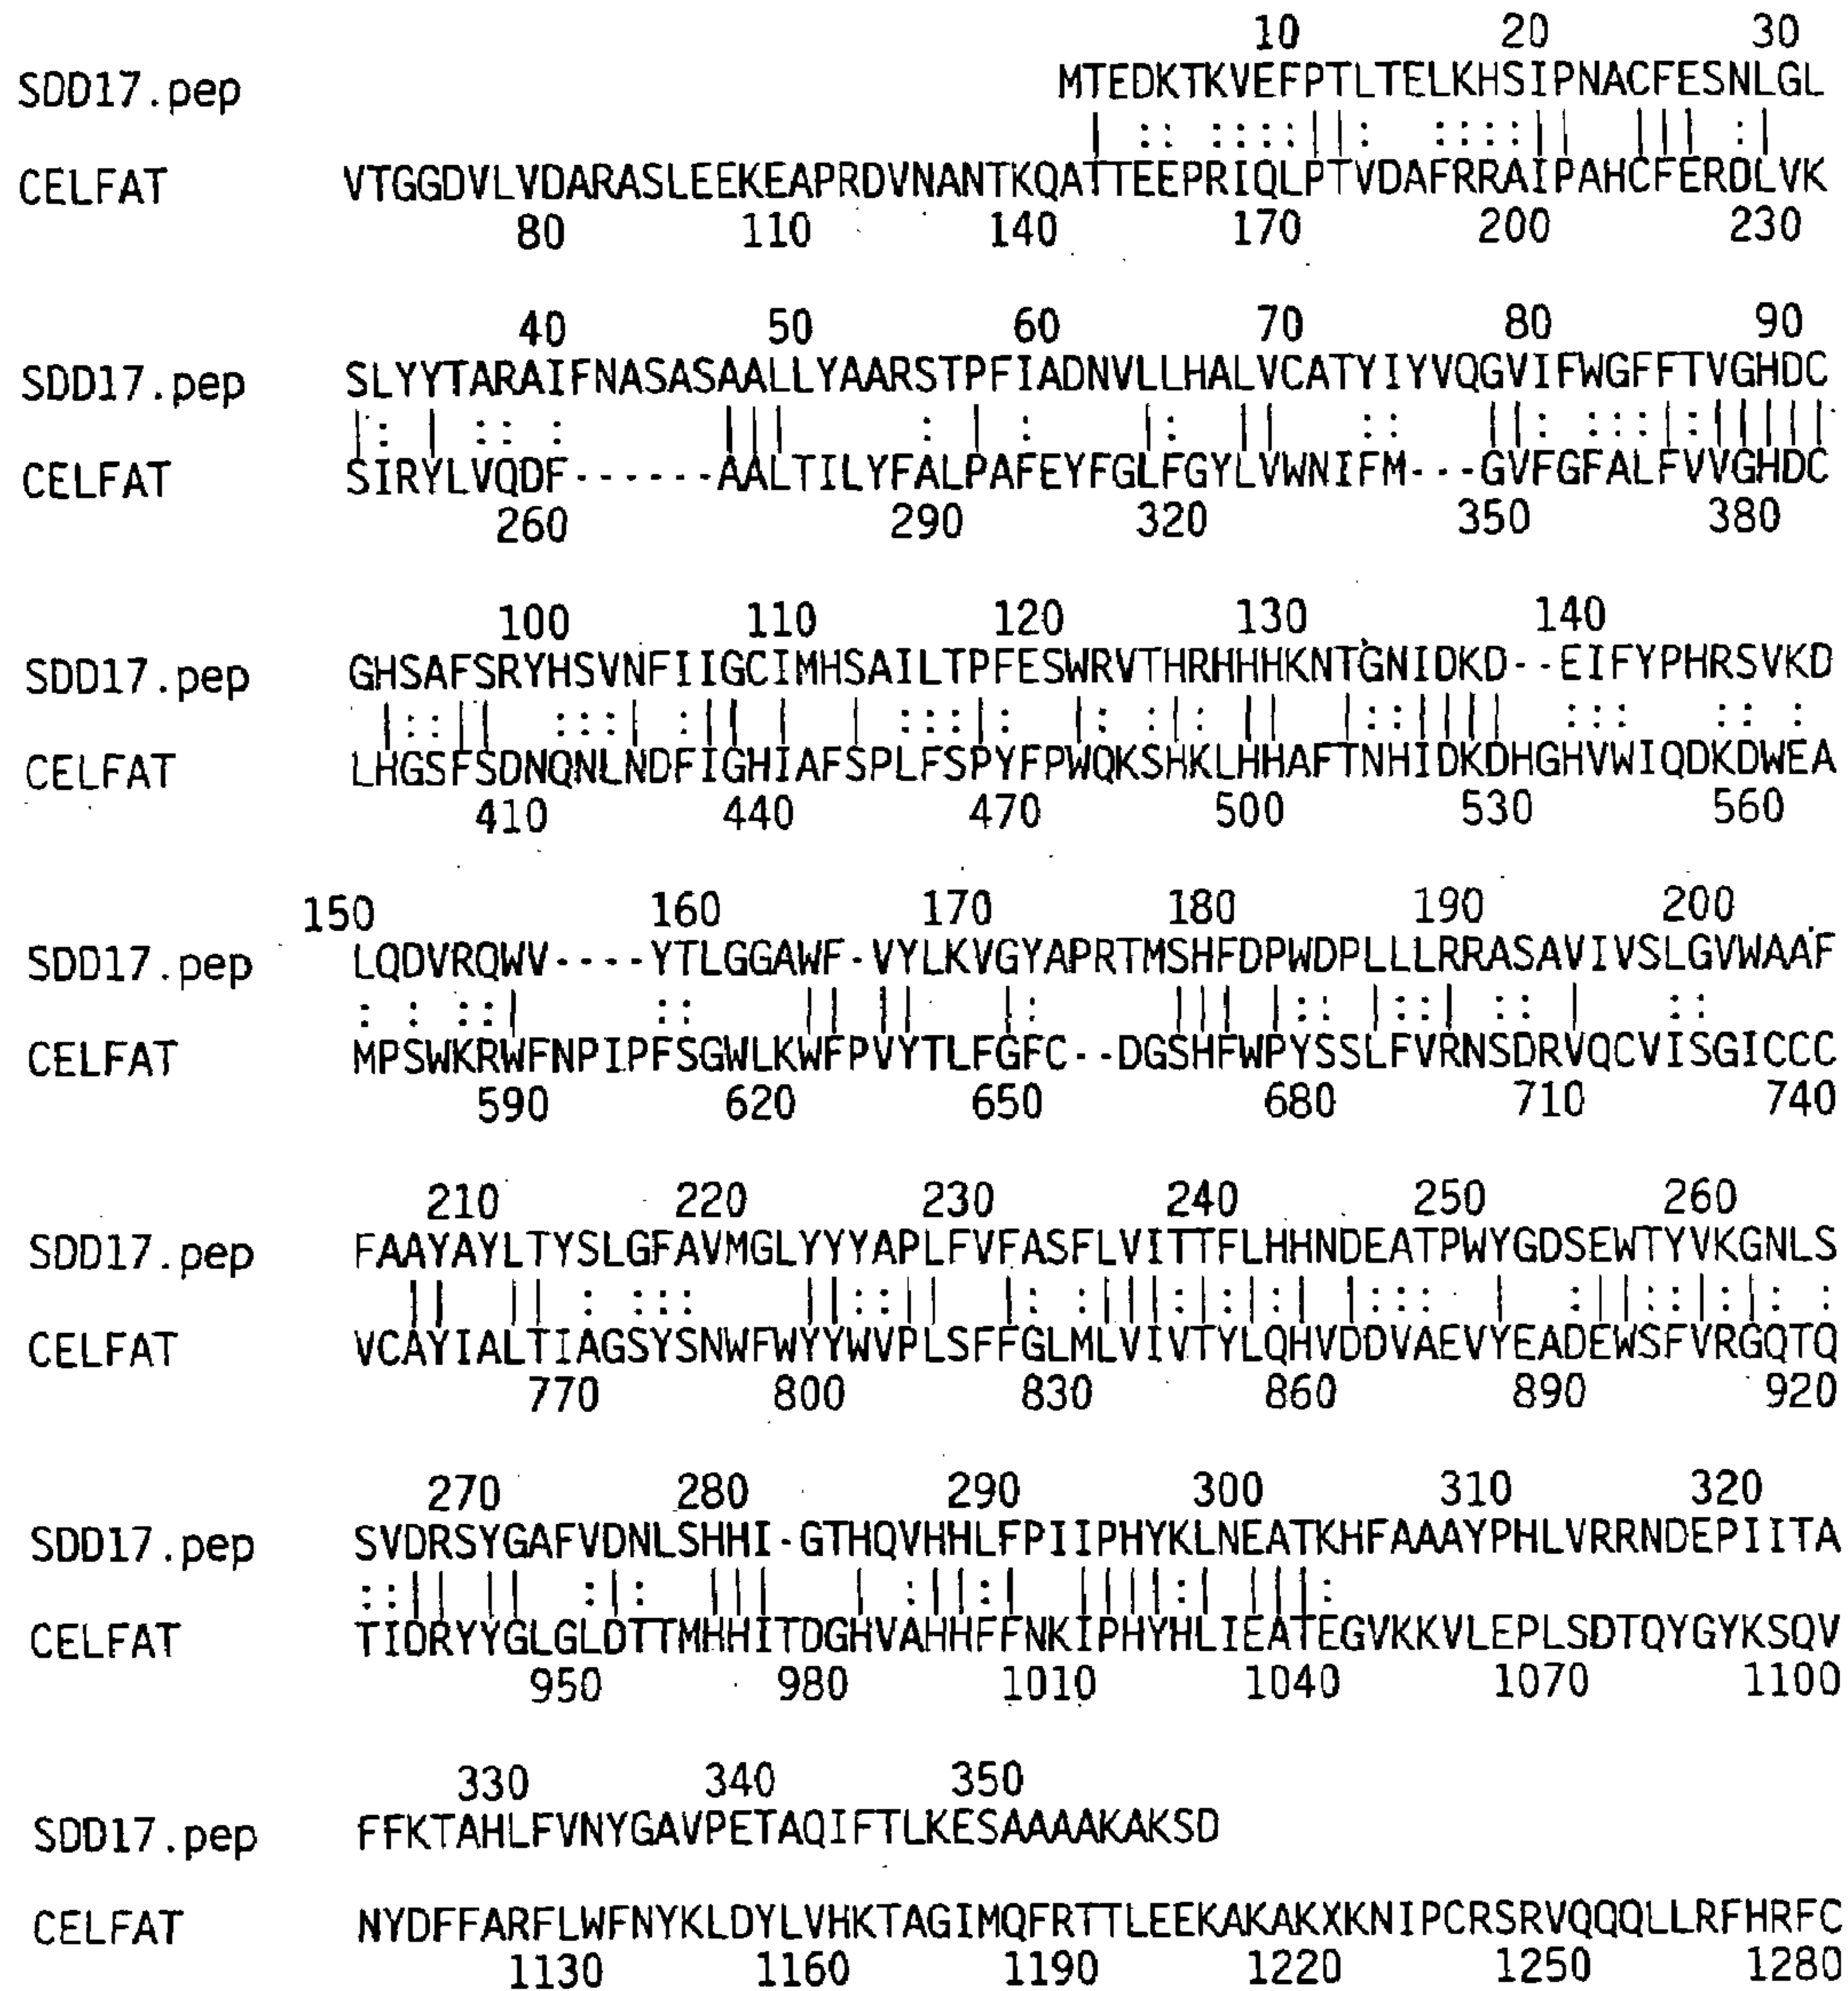 10 20 30
SDD17.pep MTEDKTKVEFPTLTELKHSIPNACFESNLGL
| :: ::::||: ::::|| ||| :|
CELFAT VTGGDVLVDARASLEEKEAPRDVNANTKQATTEEPRIQLPTVDAFRRAIPAHCFERDLVK
80 110 140 170 200 230
40 50 60 70 80 90
SDD17.pep SLYYTARAIFNASASAALLYAARSTPFIADNVLLHALVCATYIYVQGVIFWGFFTVGHDC
|: | :: : ||| : | : |: || :: ||: :::|:|||||
CELFAT SIRYLVQDF------AALTILYFALPAFEYFGLFGYLVWNIFM---GVFGFALFVVGHDC
260 290 320 350 380
100 110 120 130 140
SDD17.pep GHSAFSRYHSVNFIIGCIMHSAILTPFESWRVTHRHHHKNTGNIDKD--EIFYPHRSVKD
|::|| :::| :|| | | :::|: |: :|: || |::|||| ::: :: :
CELFAT LHGSFSDNQNLNDFIGHIAFSPLFSPYFPWQKSHKLHHAFTNHIDKDHGHVWIQDKDWEA
410 440 470 500 530 560
150 160 170 180 190 200
SDD17.pep LQDVRQWV----YTLGGAWF-VYLKVGYAPRTMSHFDPWDPLLLRRASAVIVSLGVWAAF
: : ::| :: || || |: ||| |:: |::| :: | ::
CELFAT MPSWKRWFNPIPFSGWLKWFPVYTLFGFC--DGSHFWPYSSLFVRNSDRVQCVISGICCC
590 620 650 680 710 740
210 220 230 240 250 260
SDD17.pep FAAYAYLTYSLGFAVMGLYYYAPLFVFASFLVITTFLHHNDEATPWYGDSEWTYVKGNLS
|| || : ::: ||::|| |: :|||:|:|:| |::: | :||::|:|: :
CELFAT VCAYIALTIAGSYSNWFWYYWVPLSFFGLMLVIVTYLQHVDDVAEVYEADEWSFVRGQTQ
770 800 830 860 890 920
270 280 290 300 310 320
SDD17.pep SVDRSYGAFVDNLSHHI-GTHQVHHLFPIIPHYKLNEATKHFAAAYPHLVRRNDEPIITA
::|| || :|: ||| | :||:| ||||:| |||:
CELFAT TIDRYYGLGLDTTMHHITDGHVAHHFFNKIPHYHLIEATEGVKKVLEPLSDTQYGYKSQV
950 980 1010 1040 1070 1100
330 340 350
SDD17.pep FFKTAHLFVNYGAVPETAQIFTLKESAAAAKAKSD
CELFAT NYDFFARFLWFNYKLDYLVHKTAGIMQFRTTLEEKAKAKXKNIPCRSRVQQQLLRFHRFC
1130 1160 1190 1220 1250 1280